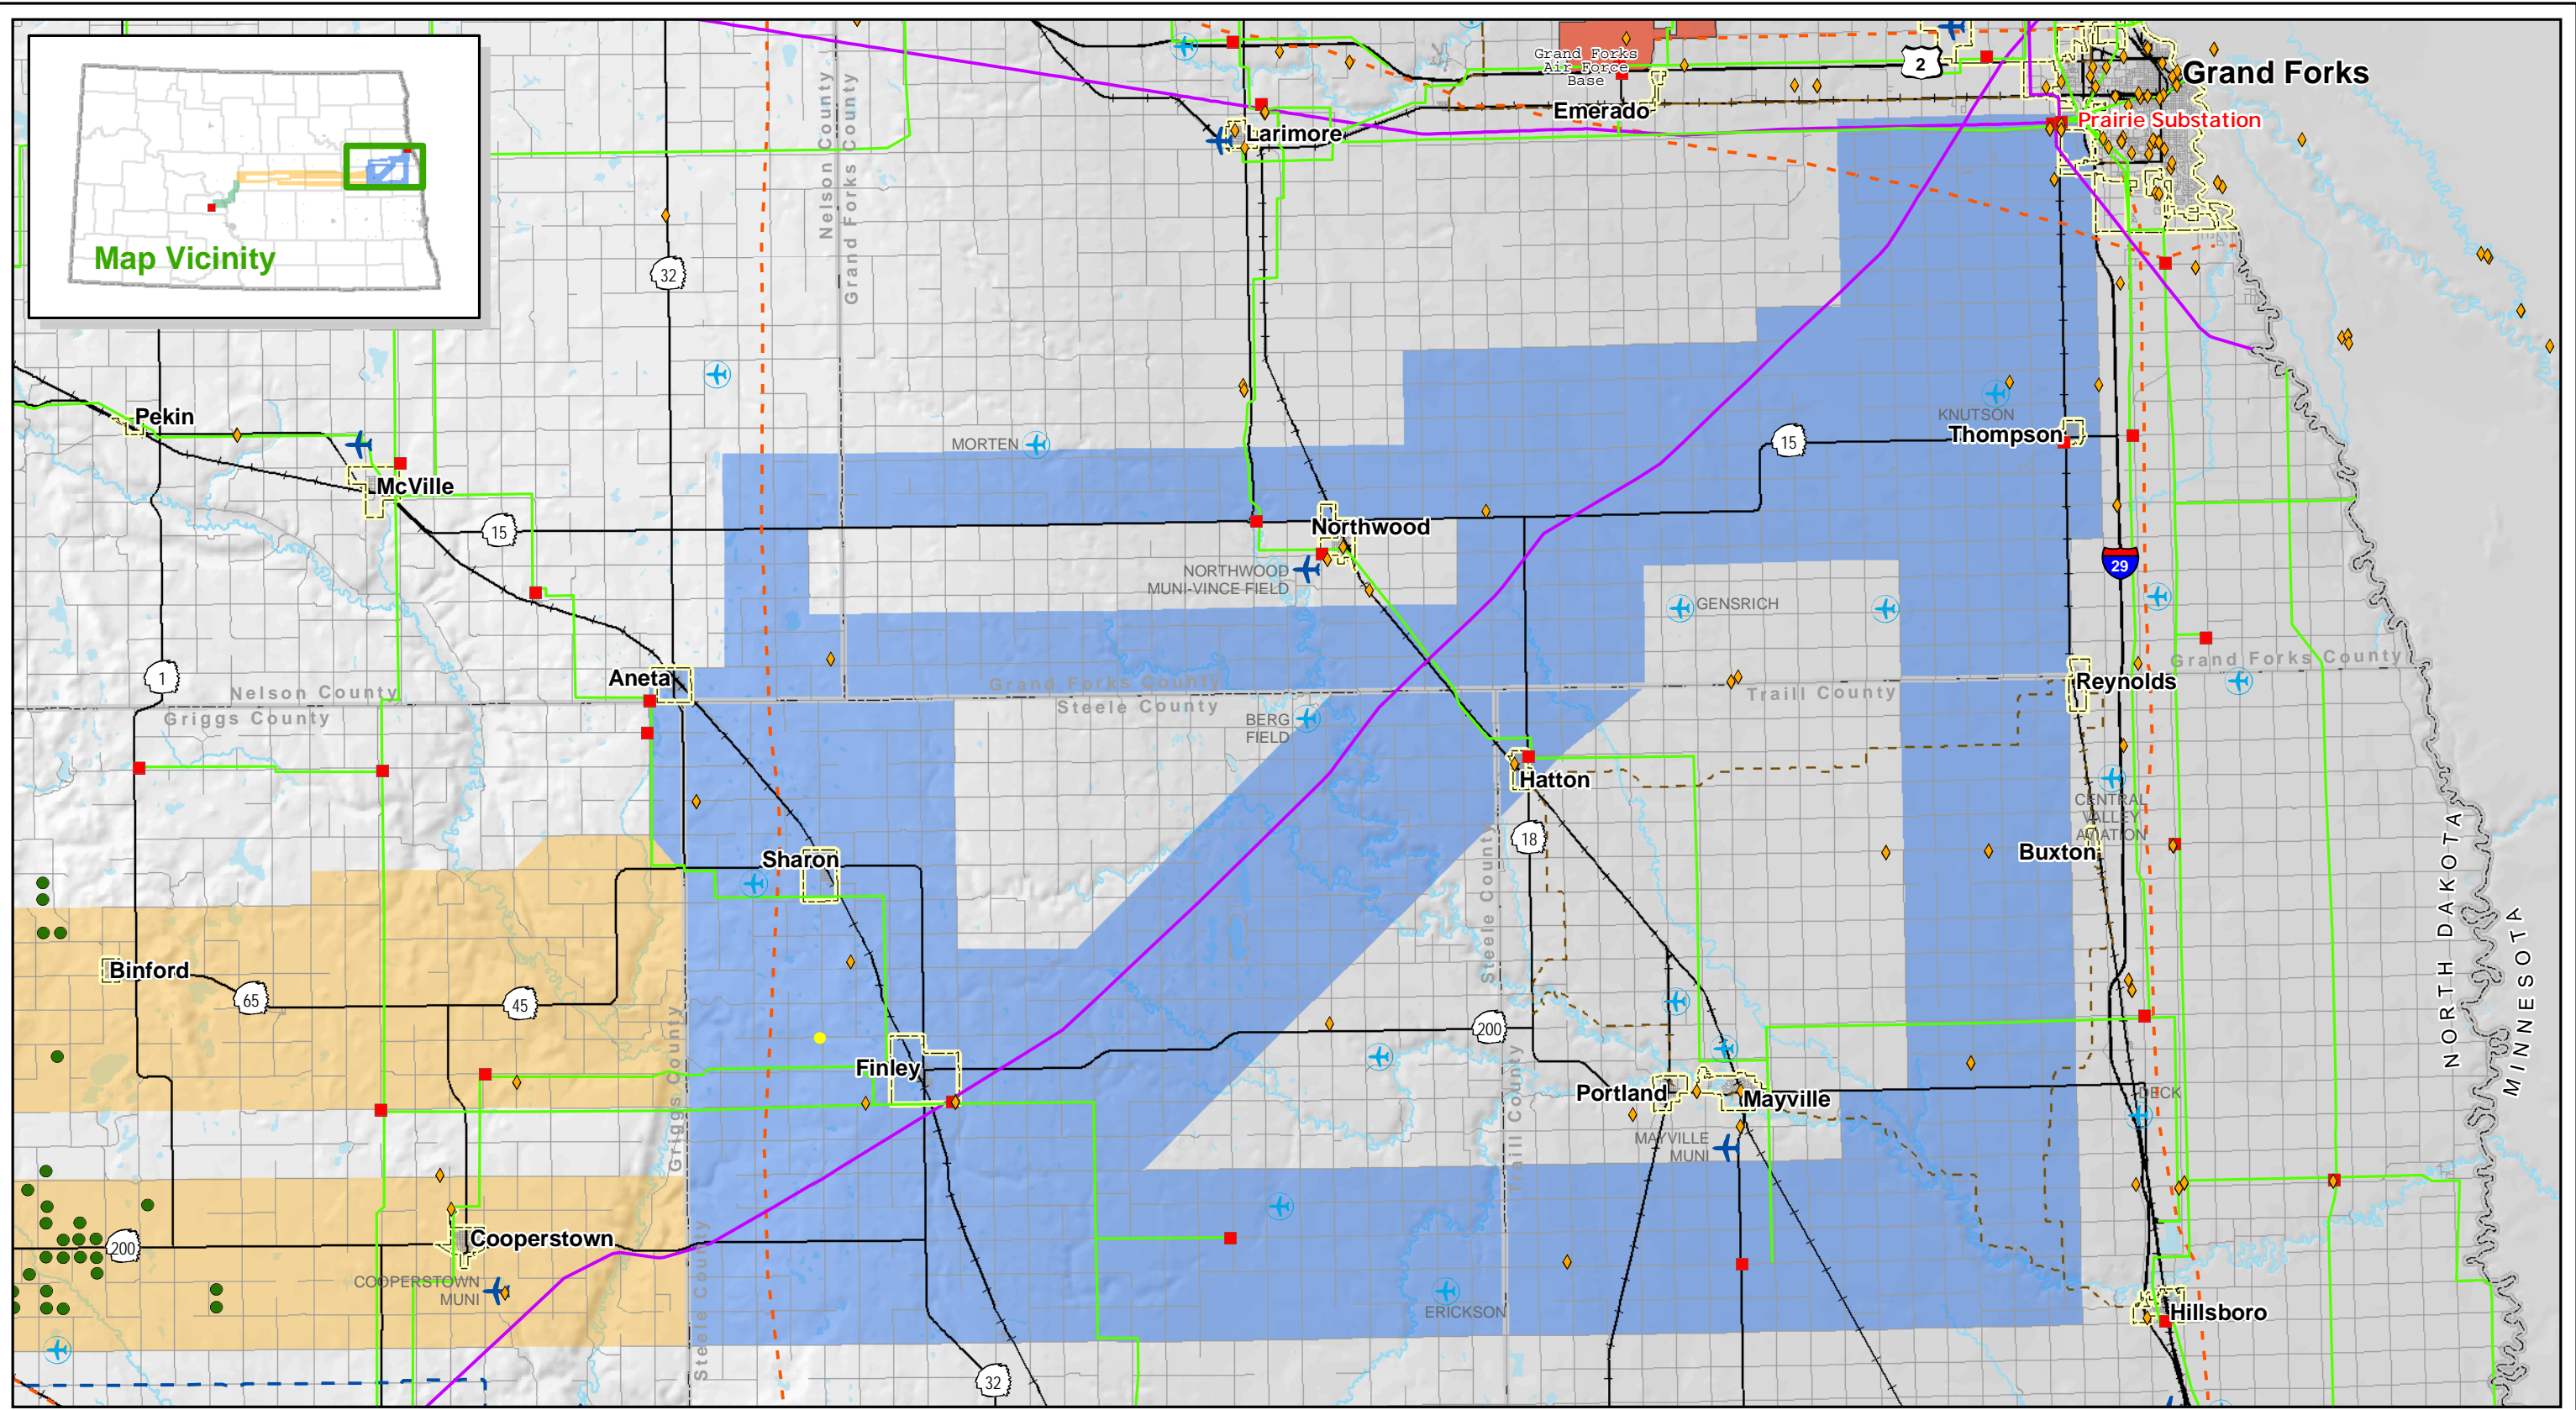 Map Vicinity
Nelson County
Grand Forks County
Grand Forks
Air Force
Base
2
Grand Forks
Prairie Substation
Emerado
Larimore
32
Pekin
McVille
MORTEN
KNUTSON
Thompson
15
15
Northwood
NORTHWOOD
MUNI-VINCE FIELD
29
GENSRICH
1
Aneta
Nelson County
Griggs County
Grand Forks County
Steele County
Grand Forks County
Traill County
Reynolds
BERG
FIELD
Hatton
CENTRAL
VALLEY
AVIATION
Buxton
18
Sharon
Steele County
Traill County
NORTH DAKOTA
MINNESOTA
Binford
65
45
Griggs County
Steele County
200
Finley
Portland
Mayville
DECK
MAYVILLE
MUNI
200
Cooperstown
COOPERSTOWN
MUNI
ERICKSON
Hillsboro
32